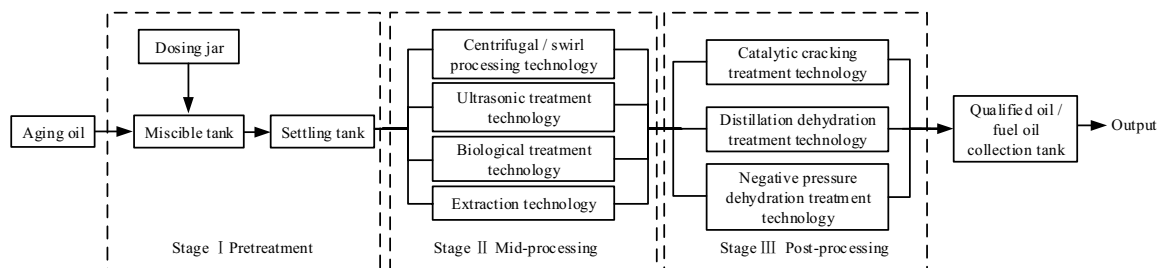 Dosing jar
Aging oil
Miscible tank
Settling tank
Stage Ⅰ Pretreatment
Centrifugal / swirl
processing technology
Ultrasonic treatment
technology
Biological treatment
technology
Extraction technology
Stage Ⅱ Mid-processing
Catalytic cracking
treatment technology
Distillation dehydration
treatment technology
Negative pressure
dehydration treatment
technology
Stage Ⅲ Post-processing
Qualified oil /
fuel oil
collection tank
Output